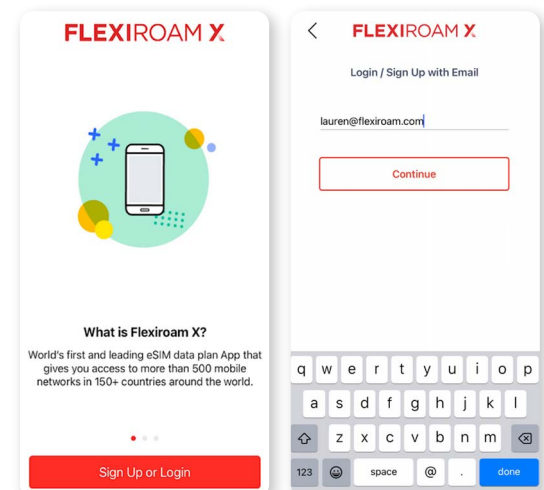 FLEXIROAM X
What is Flexiroam X?
World's first and leading eSIM data plan App that
gives you access to more than 500 mobile
networks in 150+ countries around the world.
Sign Up or Login
FLEXIROAM X
Login / Sign Up with Email
lauren@flexiroam.com
Continue
q w e r t y u i o p
a s d f g h j k l
z x c v b n m
123 space @ . done